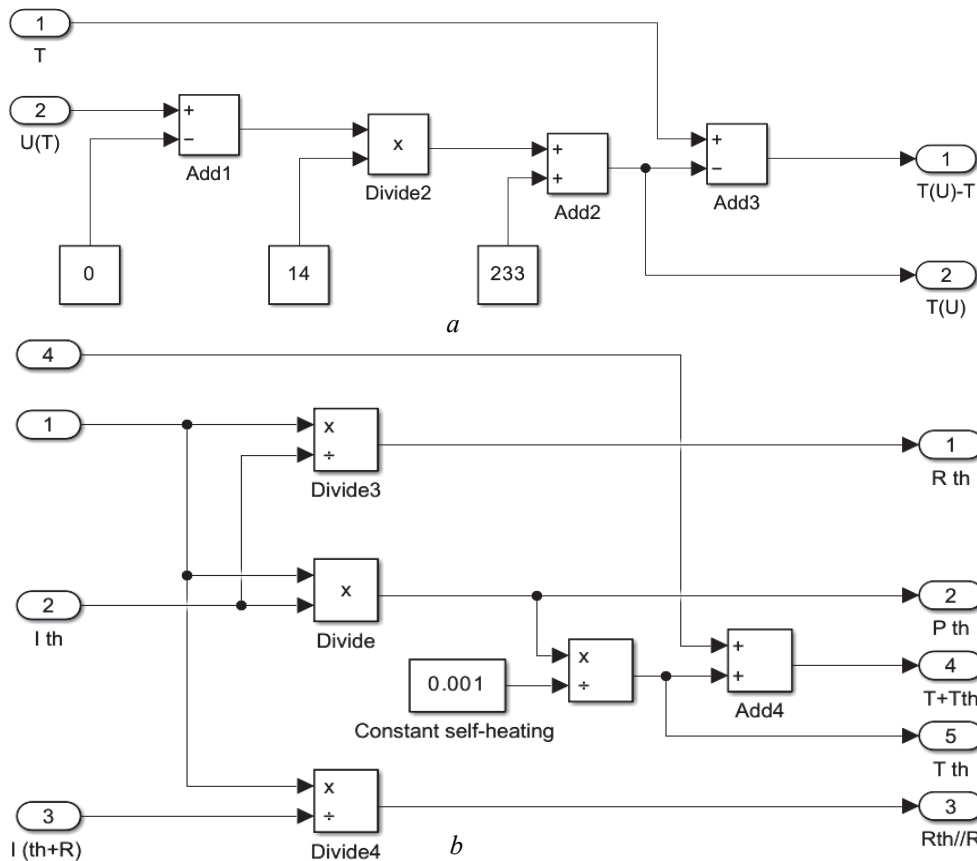 1
T
2
U(T)
+
−
Add1
x
Divide2
+
+
Add2
+
−
Add3
1
T(U)-T
0
14
233
2
T(U)
a
4
1
x
÷
Divide3
1
R th
2
I th
x
Divide
2
P th
0.001
Constant self-heating
x
÷
+
+
Add4
4
T+Tth
5
T th
3
I (th+R)
x
÷
Divide4
b
3
Rth//R